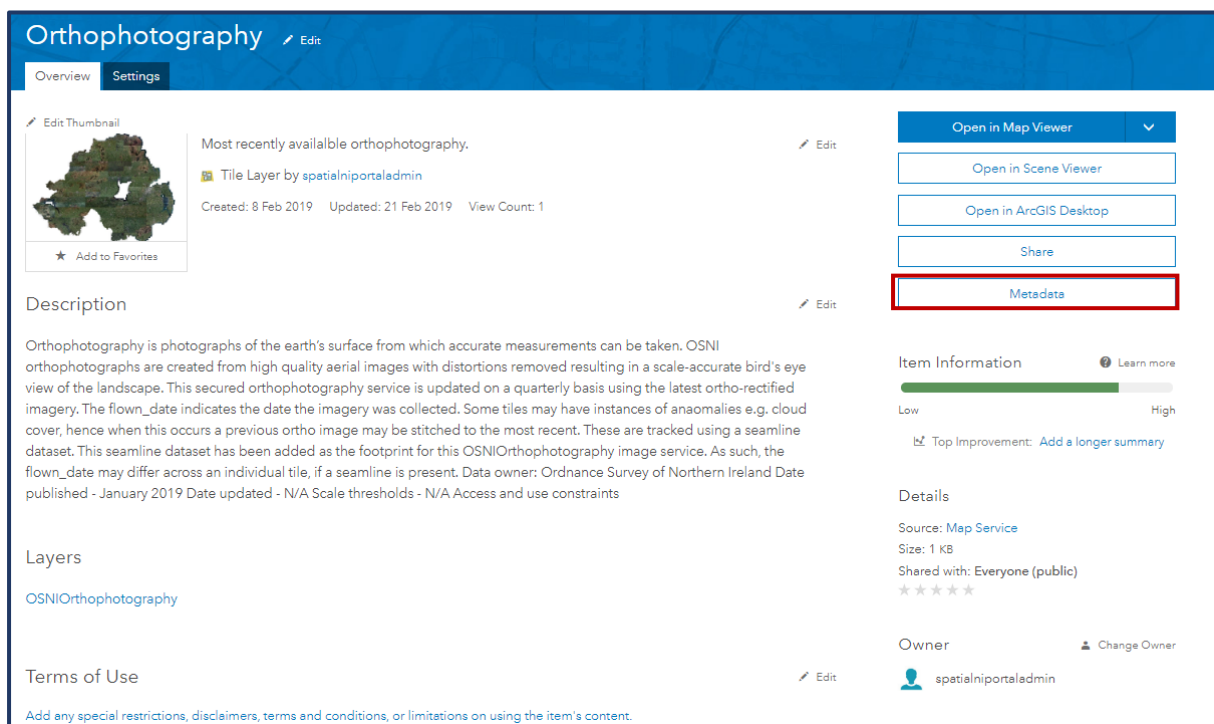 Orthophotography Edit
Overview Settings
Edit Thumbnail
Most recently availalble orthophotography.
Edit
Tile Layer by spatialniportaladmin
Created: 8 Feb 2019 Updated: 21 Feb 2019 View Count: 1
Add to Favorites
Open in Map Viewer
Open in Scene Viewer
Open in ArcGIS Desktop
Share
Metadata
Description
Edit
Orthophotography is photographs of the earth's surface from which accurate measurements can be taken. OSNI
orthophotographs are created from high quality aerial images with distortions removed resulting in a scale-accurate bird's eye
view of the landscape. This secured orthophotography service is updated on a quarterly basis using the latest ortho-rectified
imagery. The flown_date indicates the date the imagery was collected. Some tiles may have instances of anaomalies e.g. cloud
cover, hence when this occurs a previous ortho image may be stitched to the most recent. These are tracked using a seamline
dataset. This seamline dataset has been added as the footprint for this OSNIOrthophotography image service. As such, the
flown_date may differ across an individual tile, if a seamline is present. Data owner: Ordnance Survey of Northern Ireland Date
published - January 2019 Date updated - N/A Scale thresholds - N/A Access and use constraints
Item Information Learn more
Low High
Top Improvement: Add a longer summary
Details
Source: Map Service
Size: 1 KB
Shared with: Everyone (public)
Layers
OSNIOrthophotography
Owner Change Owner
spatialniportaladmin
Terms of Use
Edit
Add any special restrictions, disclaimers, terms and conditions, or limitations on using the item's content.